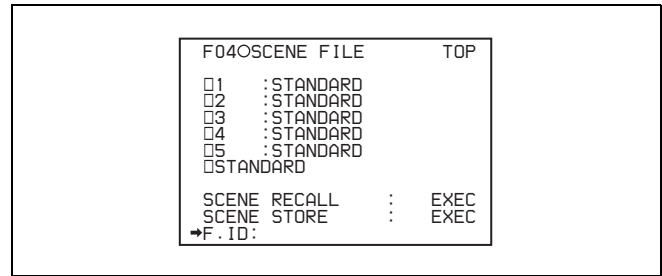 F04○SCENE FILE TOP
□1 :STANDARD
□2 :STANDARD
□3 :STANDARD
□4 :STANDARD
□5 :STANDARD
□STANDARD
SCENE RECALL : EXEC
SCENE STORE : EXEC
➡F.ID: